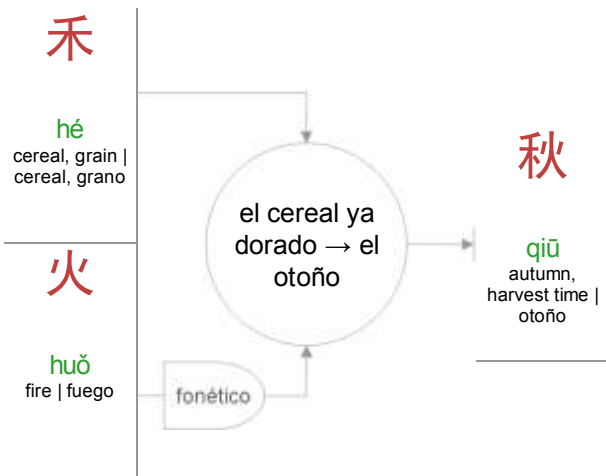 禾
hé
cereal, grain |
cereal, grano
火
huǒ
fire | fuego
fonético
el cereal ya
dorado → el
otoño
秋
qiū
autumn,
harvest time |
otoño